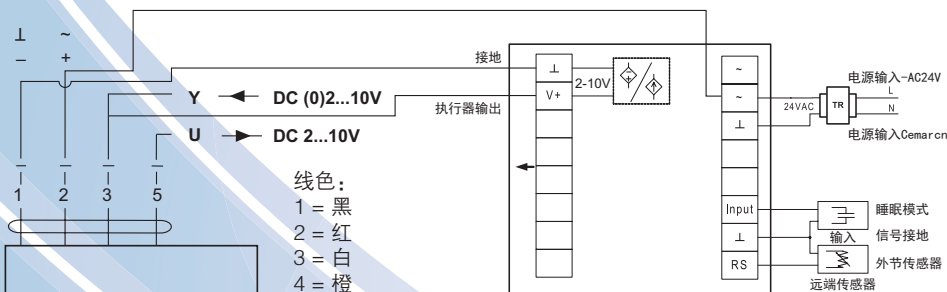 ⊥ ~
− +
Y DC (0)2...10V
U DC 2...10V
1 2 3 5
线色：
1 = 黑
2 = 红
3 = 白
4 = 橙
接地
执行器输出
⊥
V+
2-10V
~
~
⊥
Input
⊥
RS
24VAC
TR
电源输入-AC24V
L
N
电源输入Cemarcn
睡眠模式
输入
信号接地
外节传感器
远端传感器